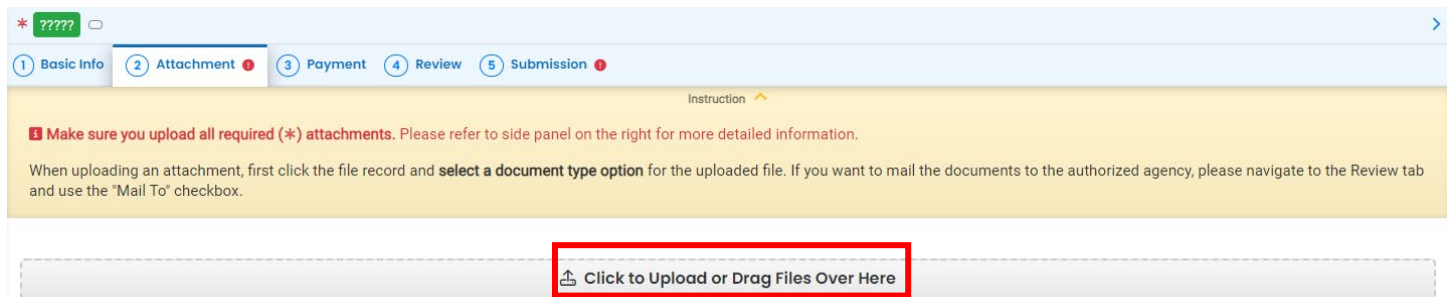 * ?????
1 Basic Info 2 Attachment 3 Payment 4 Review 5 Submission
Instruction
Make sure you upload all required (*) attachments. Please refer to side panel on the right for more detailed information.
When uploading an attachment, first click the file record and select a document type option for the uploaded file. If you want to mail the documents to the authorized agency, please navigate to the Review tab
and use the "Mail To" checkbox.
Click to Upload or Drag Files Over Here